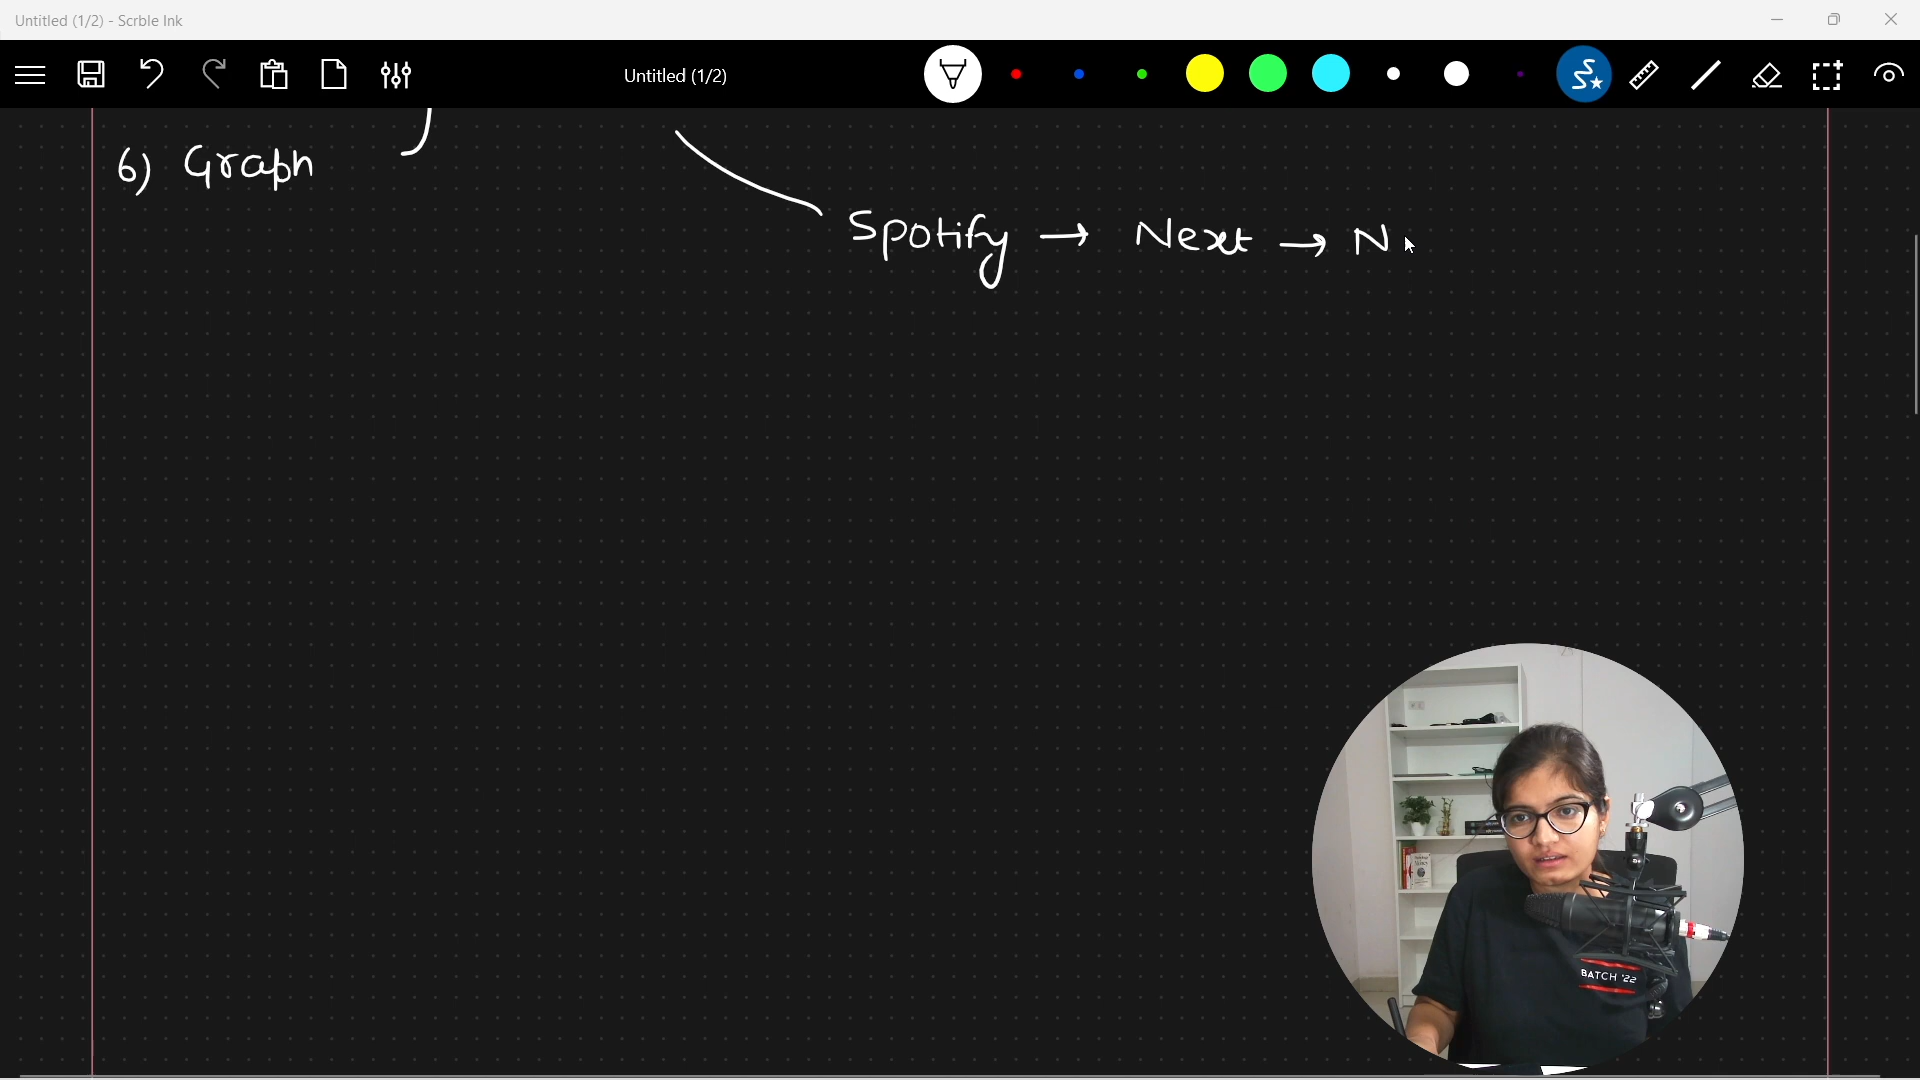 Untitled (1/2) - Scrble Ink
Untitled (1/2)
6) Graph
Spotify → Next → N
BATCH '22